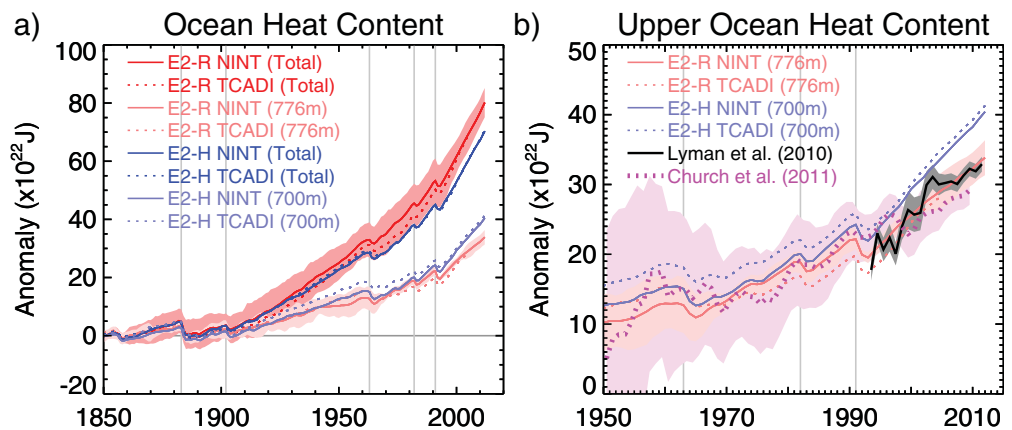 a)
Ocean Heat Content
100
80
60
40
20
0
-20
Anomaly (x10²²J)
E2-R NINT (Total)
E2-R TCADI (Total)
E2-R NINT (776m)
E2-R TCADI (776m)
E2-H NINT (Total)
E2-H TCADI (Total)
E2-H NINT (700m)
E2-H TCADI (700m)
1850 1900 1950 2000
b)
Upper Ocean Heat Content
50
40
30
20
10
0
Anomaly (x10²²J)
E2-R NINT (776m)
E2-R TCADI (776m)
E2-H NINT (700m)
E2-H TCADI (700m)
Lyman et al. (2010)
Church et al. (2011)
1950 1970 1990 2010